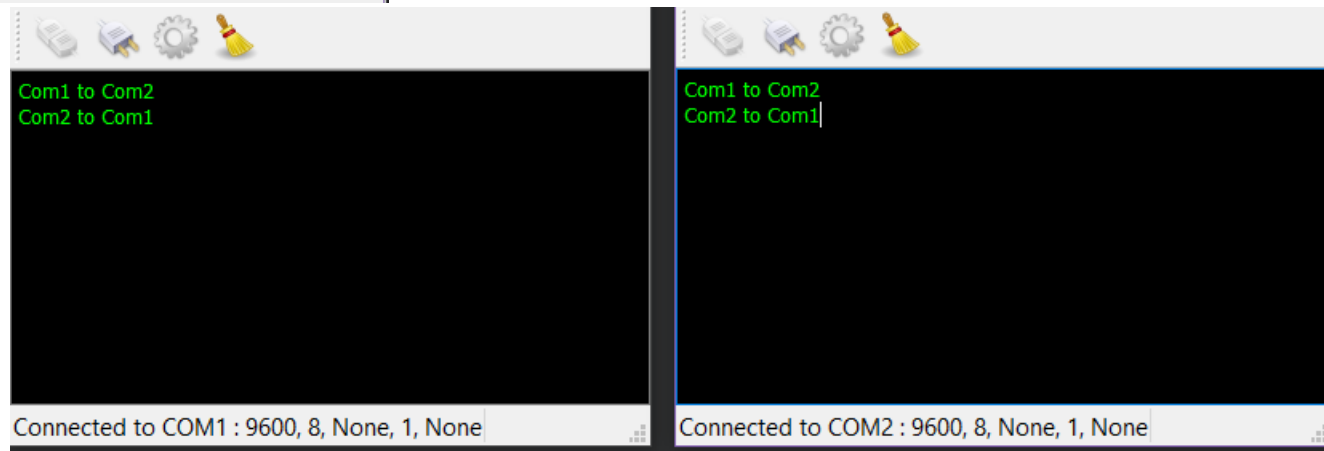 Com1 to Com2
Com2 to Com1
Connected to COM1 : 9600, 8, None, 1, None
Com1 to Com2
Com2 to Com1
Connected to COM2 : 9600, 8, None, 1, None